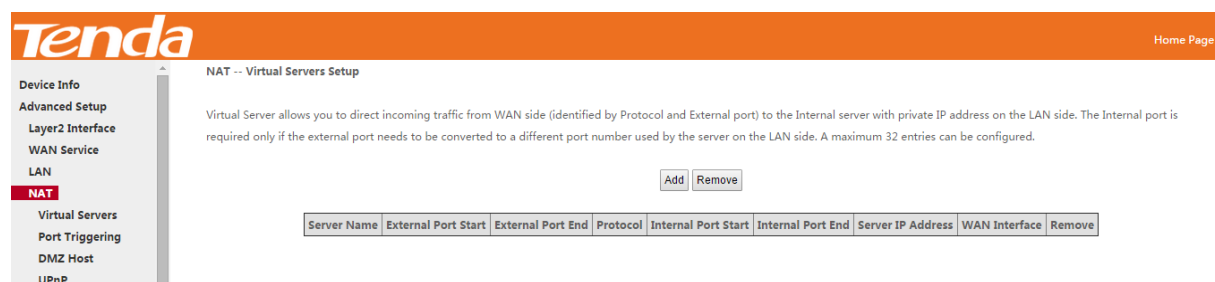 Tenda
Home Page
Device Info
Advanced Setup
Layer2 Interface
WAN Service
LAN
NAT
Virtual Servers
Port Triggering
DMZ Host
UPnP
NAT -- Virtual Servers Setup
Virtual Server allows you to direct incoming traffic from WAN side (identified by Protocol and External port) to the Internal server with private IP address on the LAN side. The Internal port is
required only if the external port needs to be converted to a different port number used by the server on the LAN side. A maximum 32 entries can be configured.
Add Remove
Server Name External Port Start External Port End Protocol Internal Port Start Internal Port End Server IP Address WAN Interface Remove